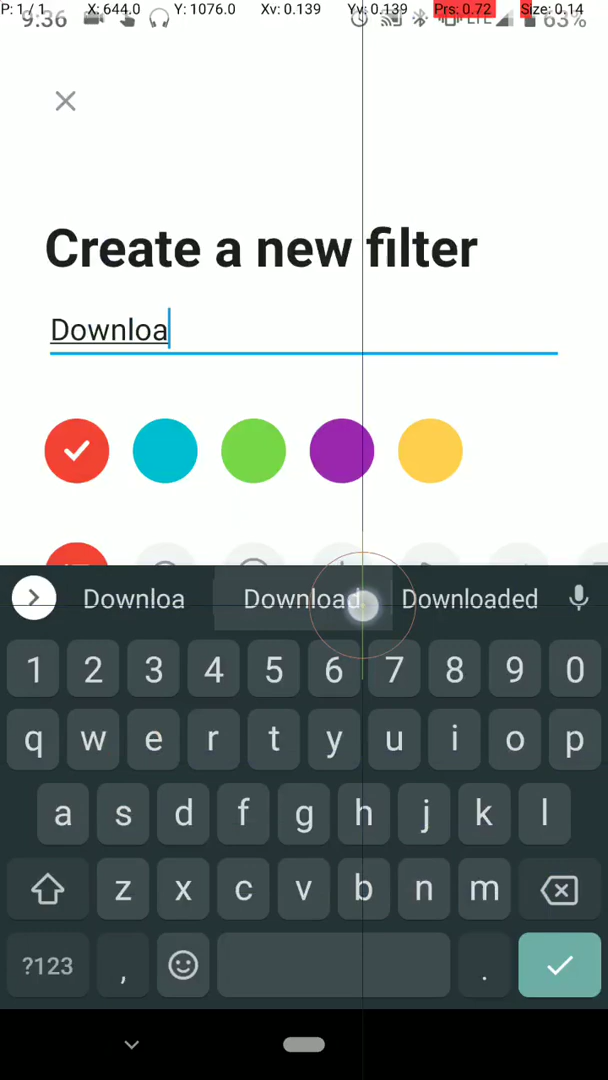 P: 1 / 1 X: 644.0 Y: 1076.0 Xv: 0.139 Yv: 0.139 Prs: 0.72 Size: 0.14
9:36 LTE 63%
Create a new filter
Downloa
Downloa Download Downloaded
1 2 3 4 5 6 7 8 9 0
q w e r t y u i o p
a s d f g h j k l
z x c v b n m
?123 , .